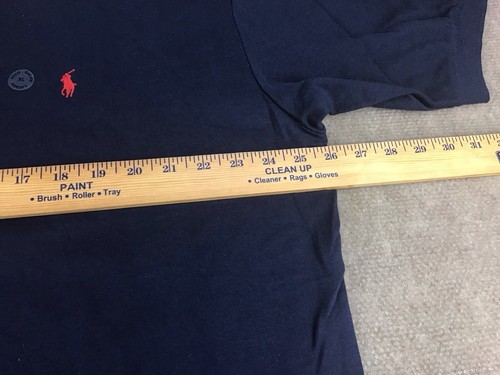 17 18 19 20 21 22 23 24 25 26 27 28 29 30 31
PAINT
• Brush • Roller • Tray
CLEAN UP
• Cleaner • Rags • Gloves